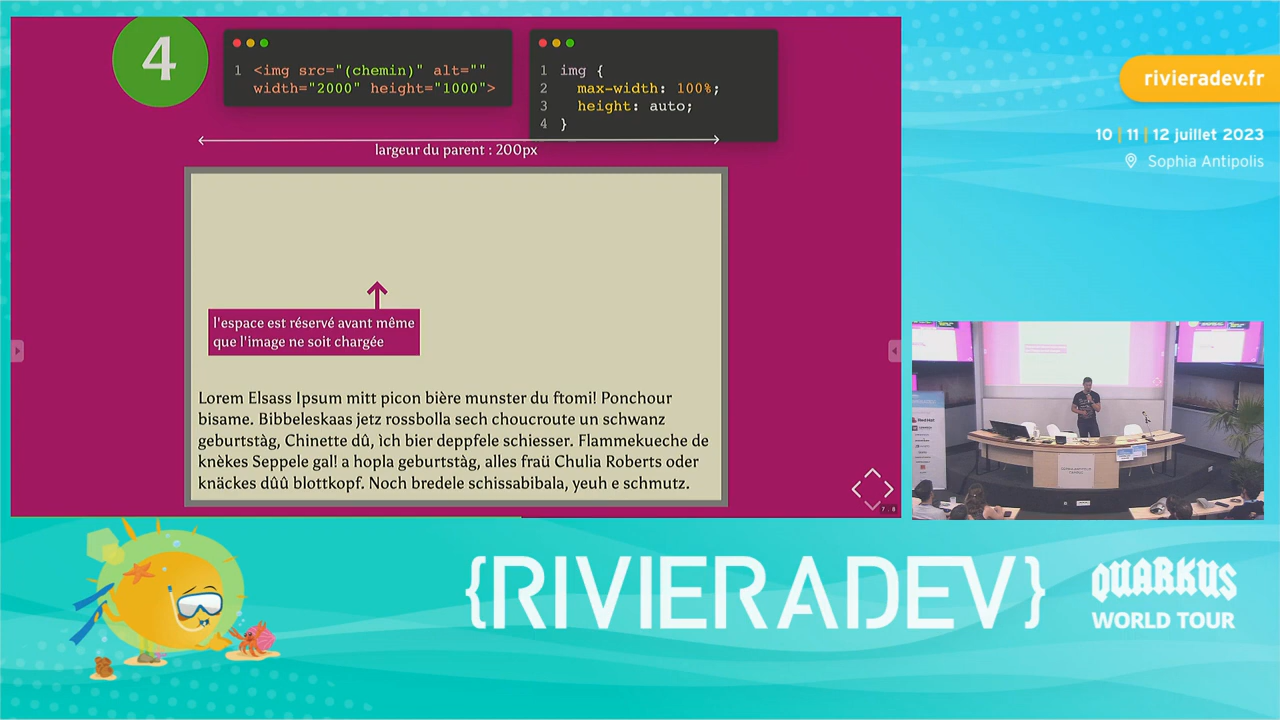 4
1 <img src="(chemin)" alt=""
width="2000" height="1000">
1 img {
2 max-width: 100%;
3 height: auto;
4 }
largeur du parent : 200px
l'espace est réservé avant même
que l'image ne soit chargée
Lorem Elsass Ipsum mitt picon bière munster du ftomi! Ponchour
bisame. Bibbeleskaas jetz rossbolla sech choucroute un schwanz
geburtstàg, Chinette dû, ìch bier deppfele schiesser. Flammekueche de
knèkes Seppele gal! a hopla geburtstàg, alles fraü Chulia Roberts oder
knäckes dûû blottkopf. Noch bredele schissabibala, yeuh e schmutz.
7.8
rivieradev.fr
10 | 11 | 12 juillet 2023
Sophia Antipolis
{RIVIERADEV}
QUARKUS
WORLD TOUR